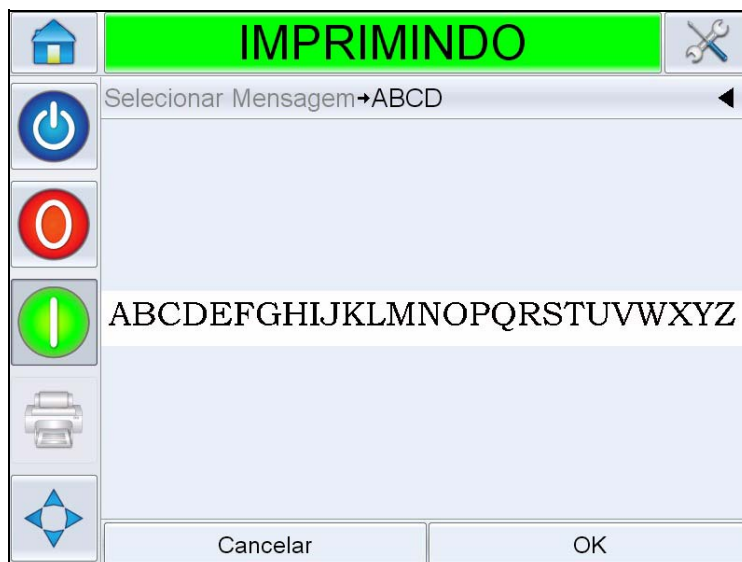 IMPRIMINDO
Selecionar Mensagem→ABCD
ABCDEFGHIJKLMNOPQRSTUVWXYZ
Cancelar
OK